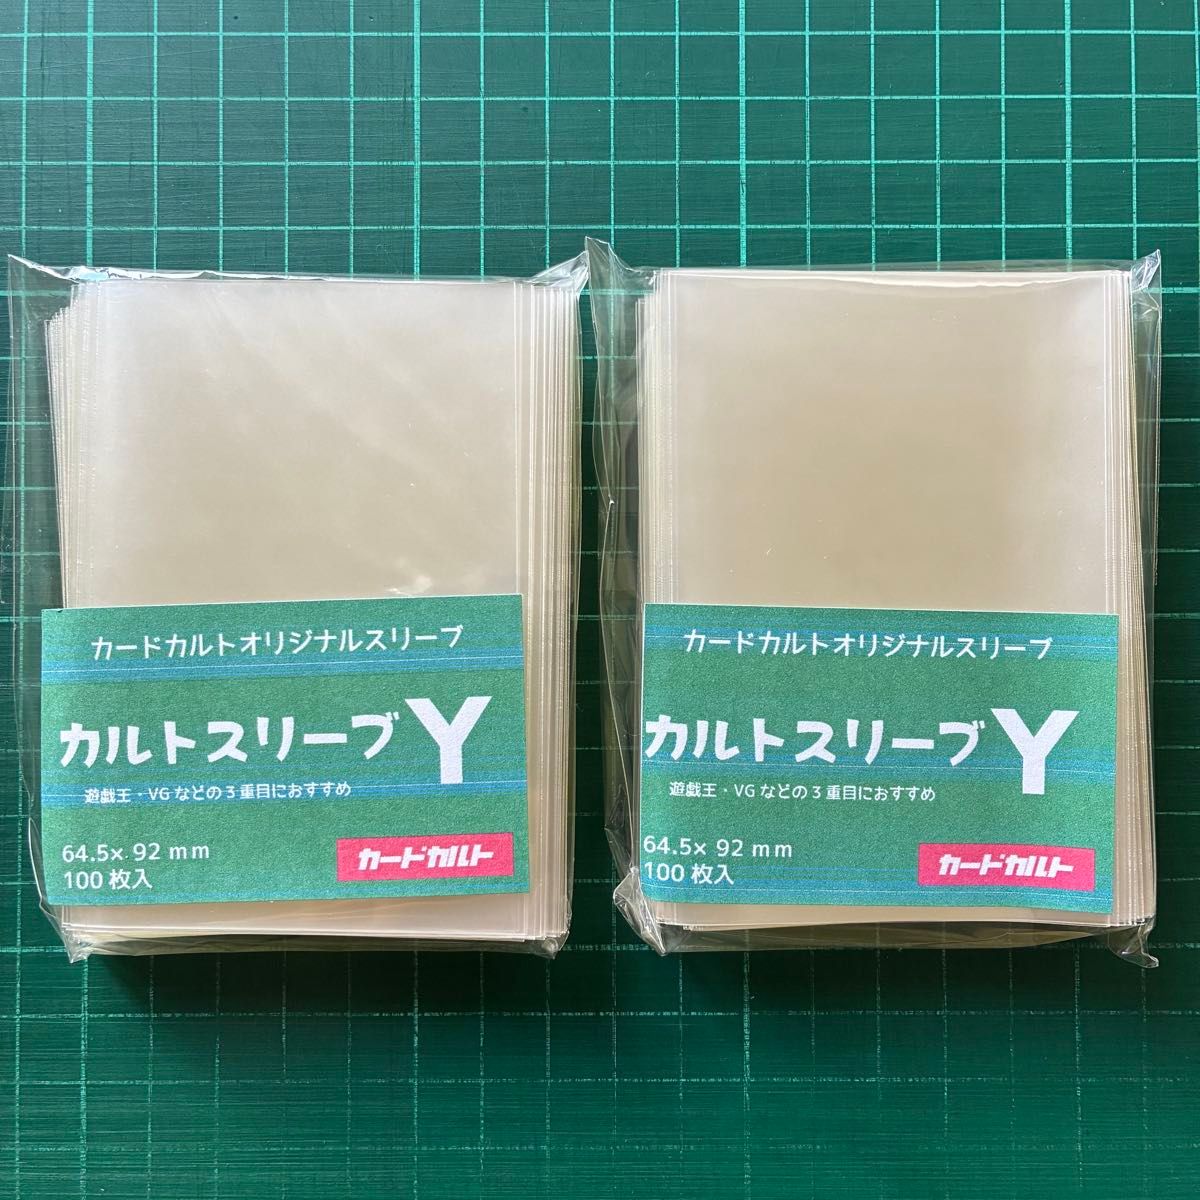 カードカルトオリジナルスリーブ
カルトスリーブY
遊戯王・VGなどの3重目におすすめ
64.5× 92 mm
100 枚入
カードカルト
カードカルトオリジナルスリーブ
カルトスリーブY
遊戯王・VGなどの3重目におすすめ
64.5× 92 mm
100 枚入
カードカルト